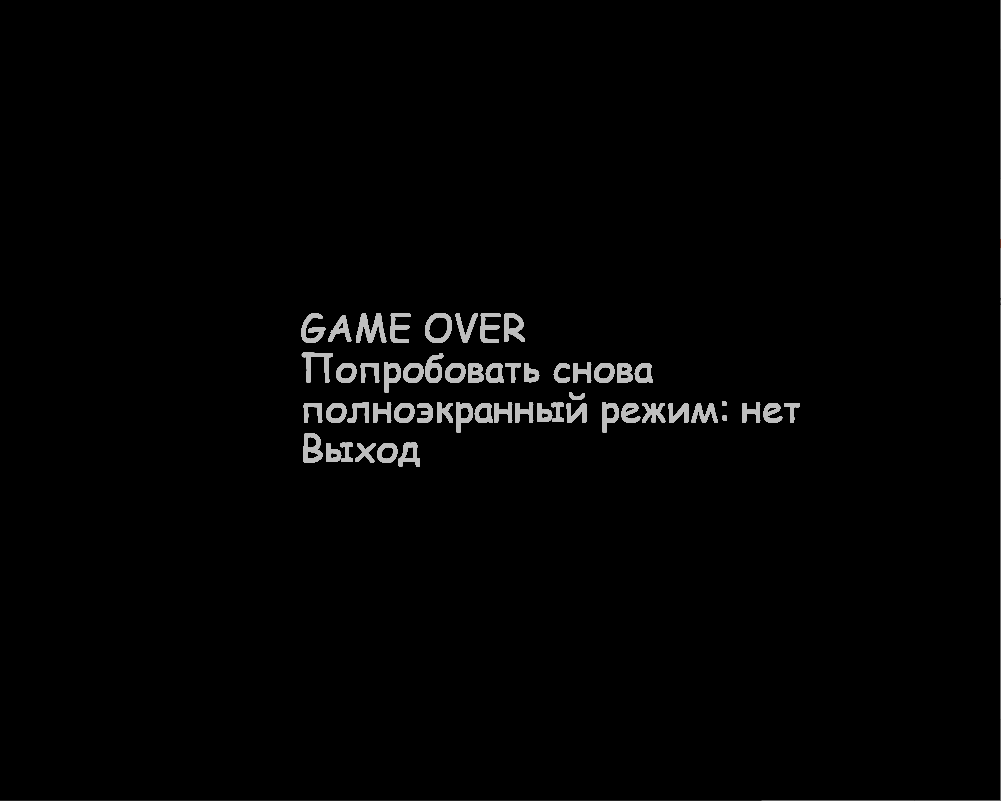 GAME OVER
Попробовать снова
полноэкранный режим: нет
Выход